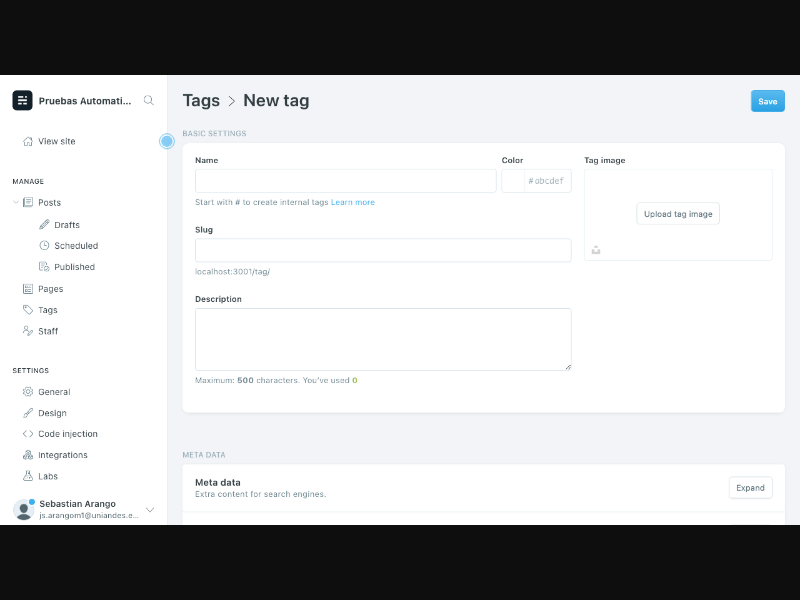 Pruebas Automati...
View site
MANAGE
Posts
Drafts
Scheduled
Published
Pages
Tags
Staff
SETTINGS
General
Design
Code injection
Integrations
Labs
Sebastian Arango
js.arangom1@uniandes.e...
Tags > New tag
Save
BASIC SETTINGS
Name
Start with # to create internal tags Learn more
Color
#abcdef
Slug
localhost:3001/tag/
Description
Maximum: 500 characters. You've used 0
Tag image
Upload tag image
META DATA
Meta data
Extra content for search engines.
Expand